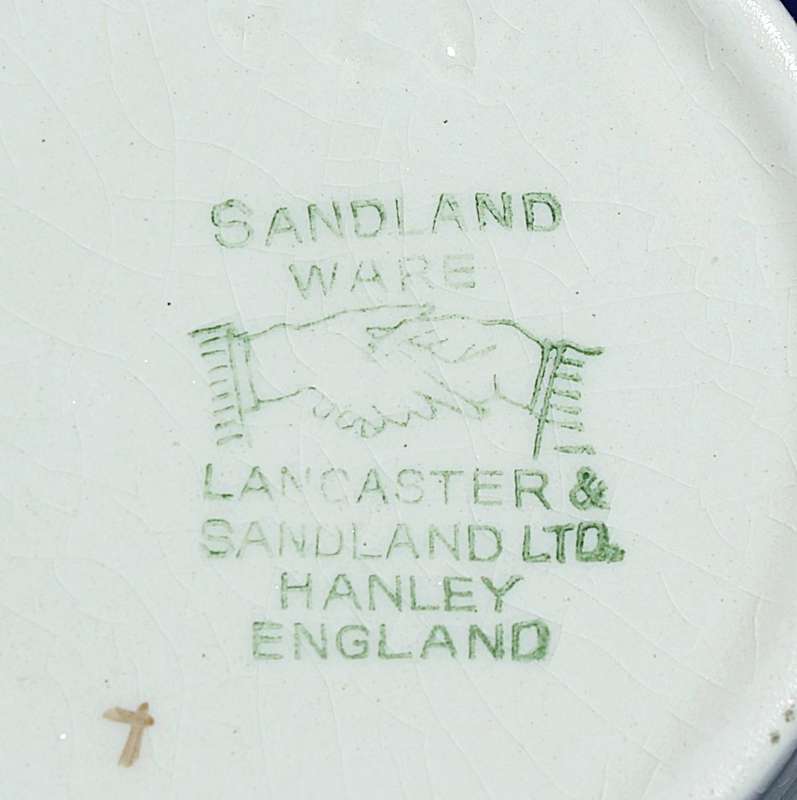 SANDLAND
WARE
LANCASTER &
SANDLAND LTD.
HANLEY
ENGLAND